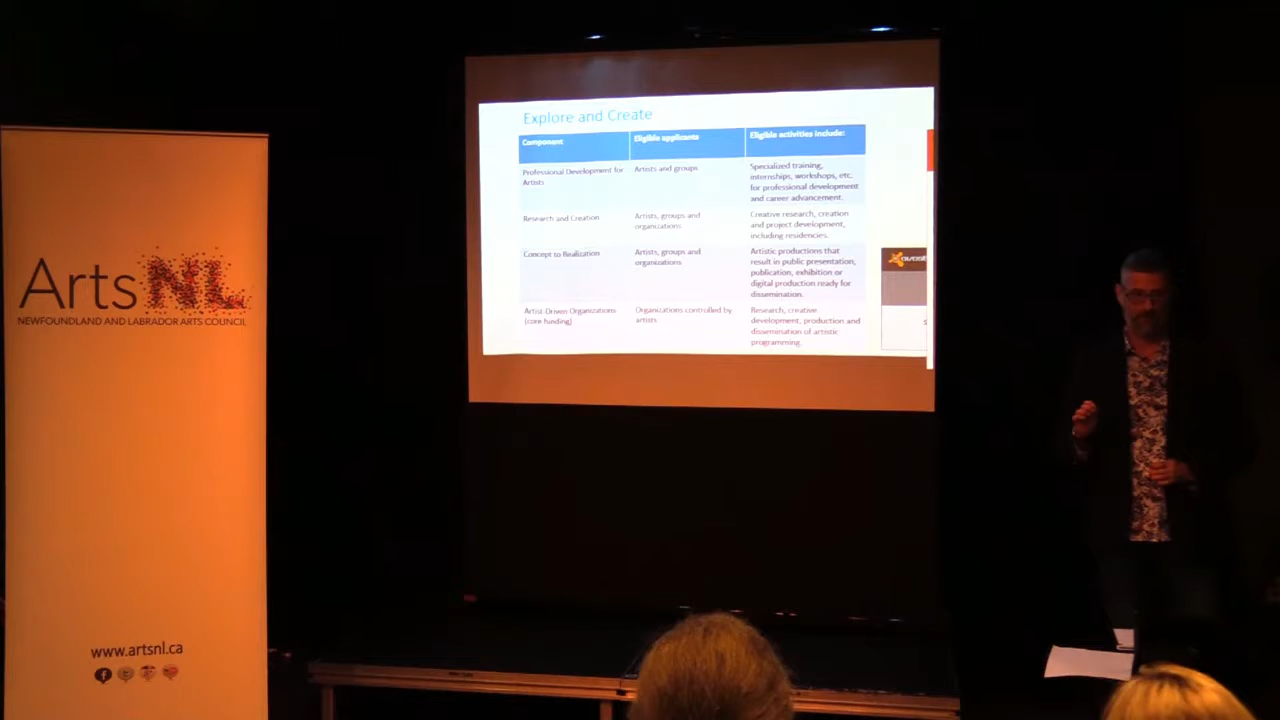 Arts NL
NEWFOUNDLAND AND LABRADOR ARTS COUNCIL
www.artsnl.ca
Explore and Create
Component
Eligible applicants
Eligible activities include:
Professional Development for
Artists
Artists and groups
Specialized training,
internships, workshops, etc.
for professional development
and career advancement.
Research and Creation
Artists, groups and
organizations
Creative research, creation
and project development,
including residencies.
Concept to Realization
Artists, groups and
organizations
Artistic productions that
result in public presentation,
publication, exhibition or
digital production ready for
dissemination.
Artist-Driven Organizations
(core funding)
Organizations controlled by
artists
Research, creative
development, production and
dissemination of artistic
programming.